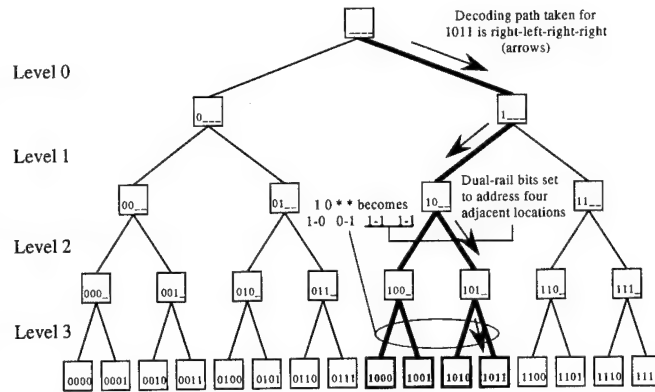 _ _ _ _
Decoding path taken for
1011 is right-left-right-right
(arrows)
Level 0
0_ _ _
1_ _ _
Level 1
Dual-rail bits set
to address four
adjacent locations
1 0 * * becomes
1-0 0-1 1-1 1-1
00_ _
01_ _
10_ _
11_ _
Level 2
000_
001_
010_
011_
100_
101_
110_
111_
Level 3
0000 0001 0010 0011 0100 0101 0110 0111 1000 1001 1010 1011 1100 1101 1110 111